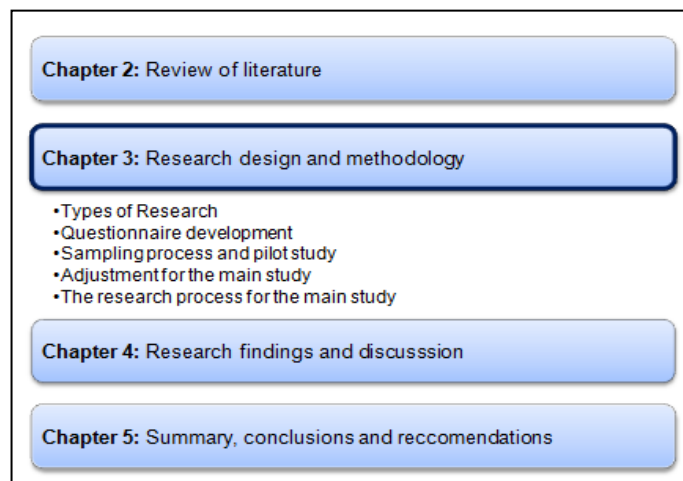 Chapter 2: Review of literature
Chapter 3: Research design and methodology
•Types of Research
•Questionnaire development
•Sampling process and pilot study
•Adjustment for the main study
•The research process for the main study
Chapter 4: Research findings and discusssion
Chapter 5: Summary, conclusions and reccomendations